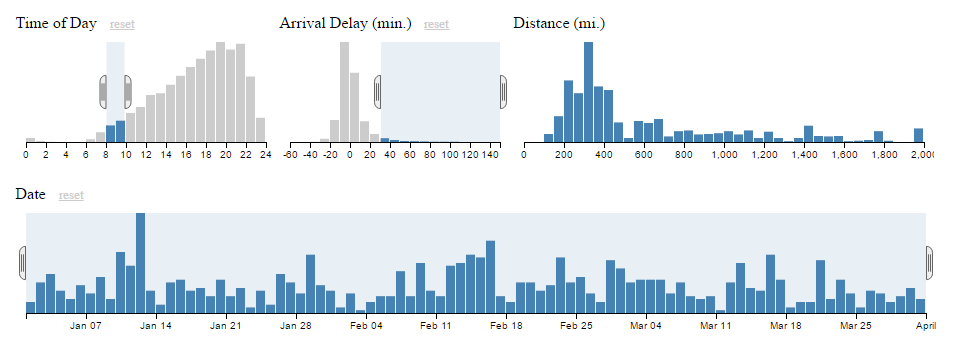 Time of Day reset Arrival Delay (min.) reset Distance (mi.)
0 2 4 6 8 10 12 14 16 18 20 22 24 -60 -40 -20 0 20 40 60 80 100 120 140 0 200 400 600 800 1,000 1,200 1,400 1,600 1,800 2,000
Date reset
Jan 07 Jan 14 Jan 21 Jan 28 Feb 04 Feb 11 Feb 18 Feb 25 Mar 04 Mar 11 Mar 18 Mar 25 April